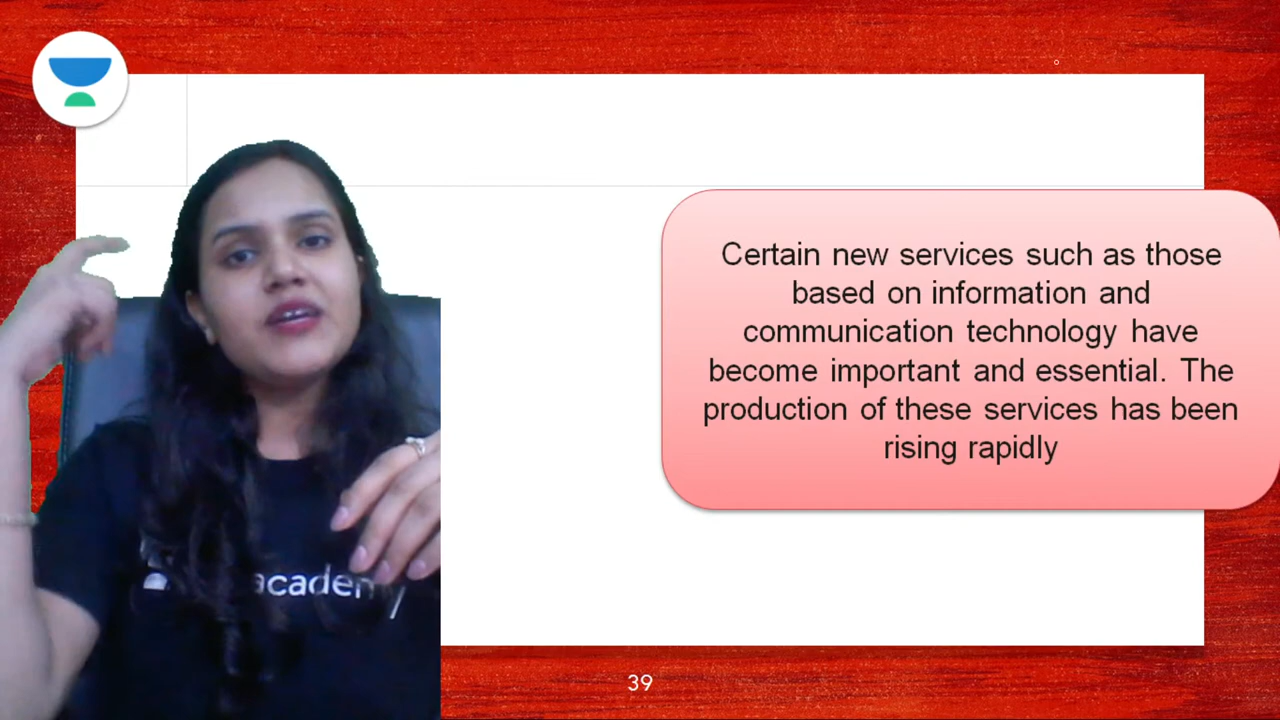 Certain new services such as those
based on information and
communication technology have
become important and essential. The
production of these services has been
rising rapidly
academy
39